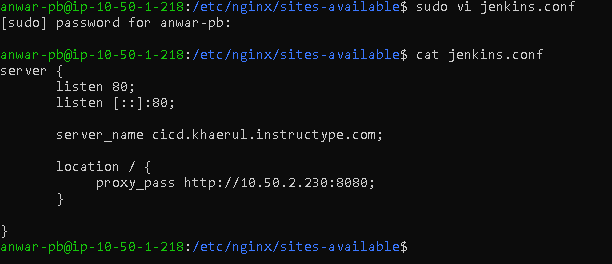 anwar-pb@ip-10-50-1-218:/etc/nginx/sites-available$ sudo vi jenkins.conf
[sudo] password for anwar-pb:
anwar-pb@ip-10-50-1-218:/etc/nginx/sites-available$ cat jenkins.conf
server {
        listen 80;
        listen [::]:80;
        server_name cicd.khaerul.instructype.com;
        location / {
             proxy_pass http://10.50.2.230:8080;
        }
}
anwar-pb@ip-10-50-1-218:/etc/nginx/sites-available$